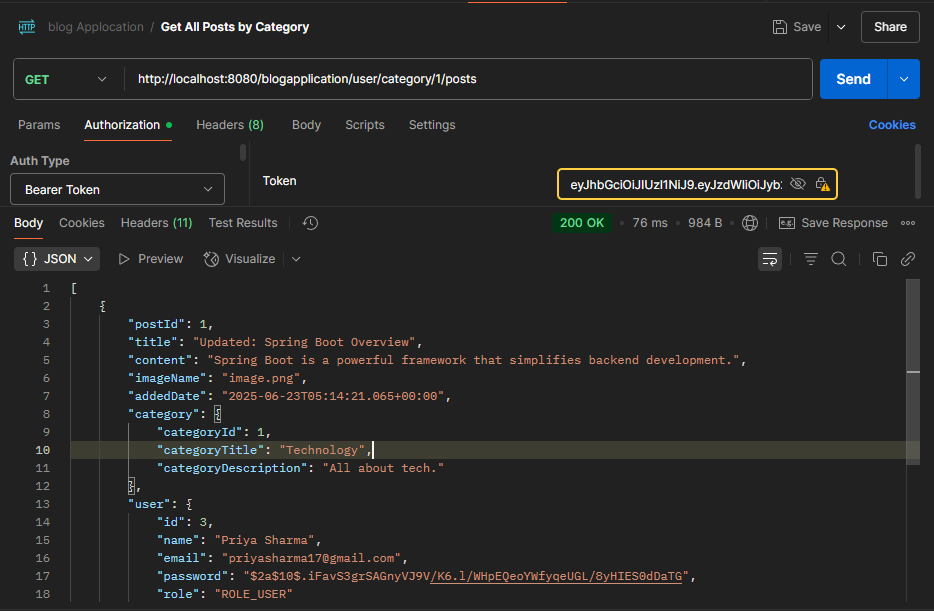 HTTP blog Applocation / Get All Posts by Category Save Share
GET http://localhost:8080/blogapplication/user/category/1/posts Send
Params Authorization Headers (8) Body Scripts Settings Cookies
Auth Type
Bearer Token
Token
eyJhbGciOiJIUzI1NiJ9.eyJzdWIiOiJyb
Body Cookies Headers (11) Test Results 200 OK 76 ms 984 B e.g. Save Response
{} JSON Preview Visualize
1 [
2 {
3 "postId": 1,
4 "title": "Updated: Spring Boot Overview",
5 "content": "Spring Boot is a powerful framework that simplifies backend development.",
6 "imageName": "image.png",
7 "addedDate": "2025-06-23T05:14:21.065+00:00",
8 "category": {
9 "categoryId": 1,
10 "categoryTitle": "Technology",
11 "categoryDescription": "All about tech."
12 },
13 "user": {
14 "id": 3,
15 "name": "Priya Sharma",
16 "email": "priyasharma17@gmail.com",
17 "password": "$2a$10$.iFavS3grSAGnyVJ9V/K6.l/WHpEQeoYWfyqeUGL/8yHIES0dDaTG",
18 "role": "ROLE_USER"